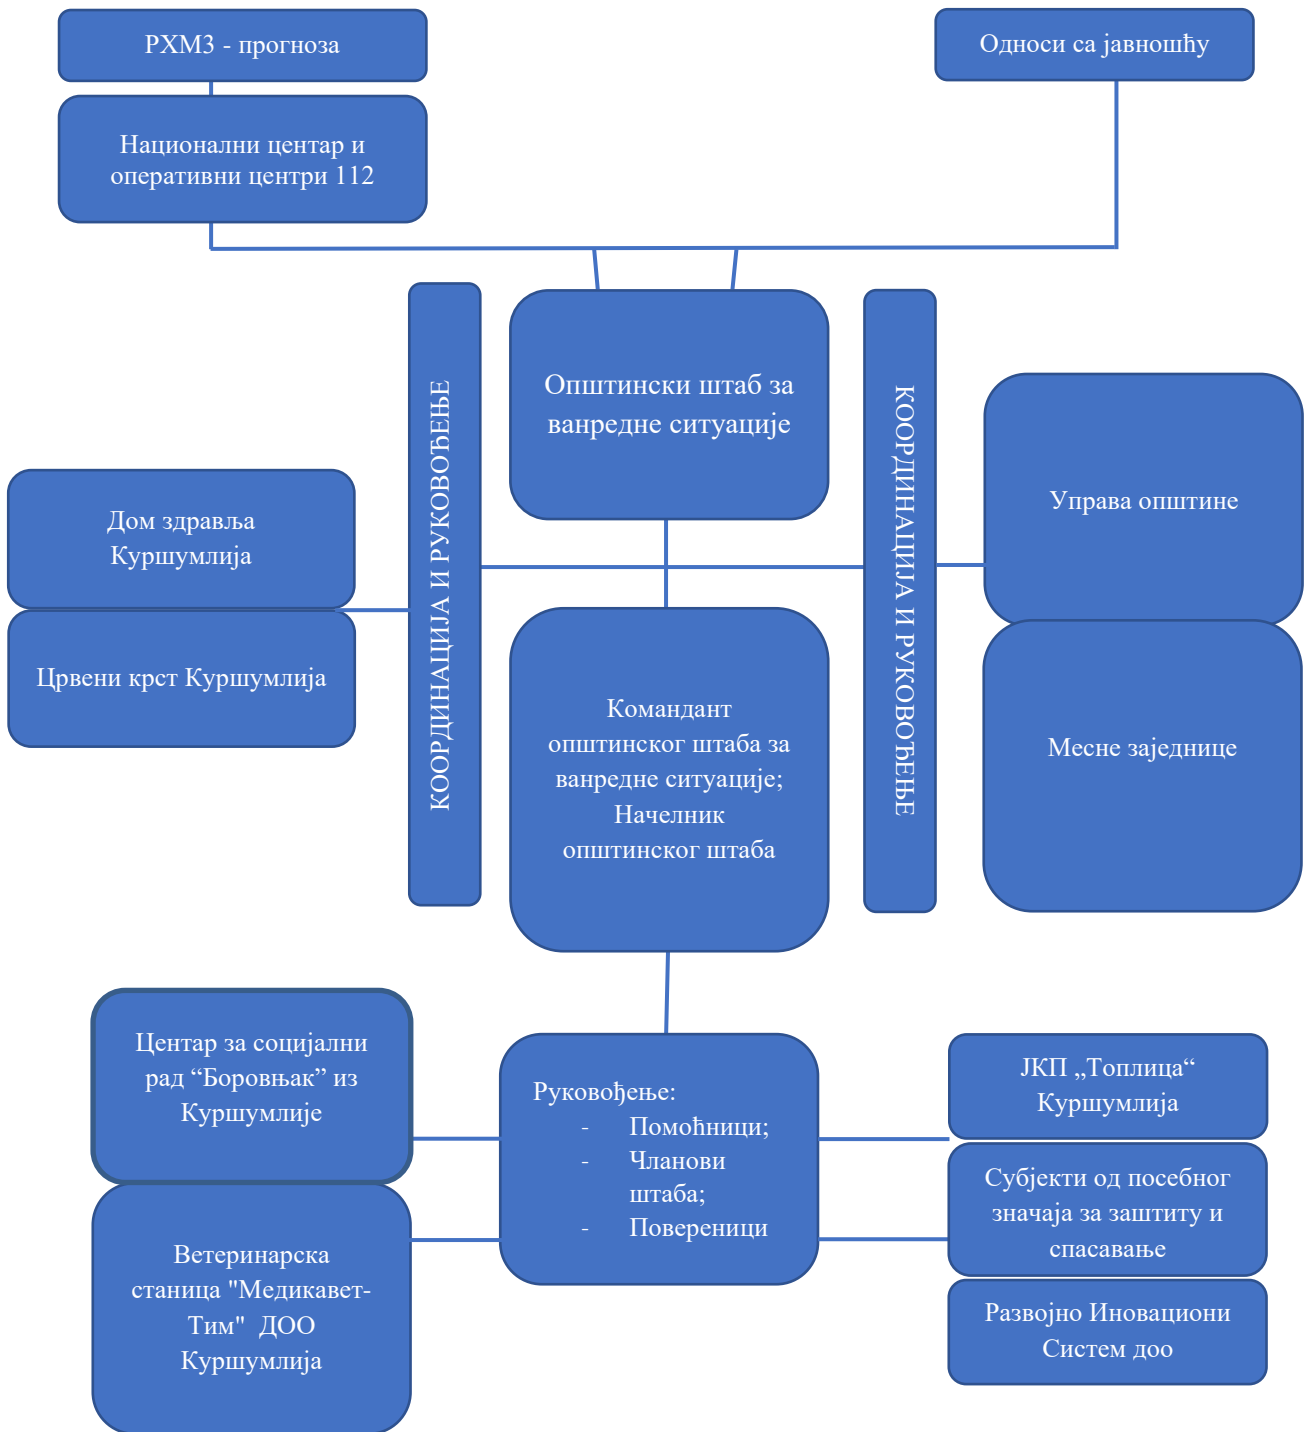 РХМЗ - прогноза
Односи са јавношћу
Национални центар и
оперативни центри 112
КООРДИНАЦИЈА И РУКОВОЂЕЊЕ
Општински штаб за
ванредне ситуације
КООРДИНАЦИЈА И РУКОВОЂЕЊЕ
Управа општине
Дом здравља
Куршумлија
Црвени крст Куршумлија
Командант
општинског штаба за
ванредне ситуације;
Начелник
општинског штаба
Месне заједнице
Центар за социјални
рад “Боровњак” из
Куршумлије
Руковођење:
- Помоћници;
- Чланови
штаба;
- Повереници
ЈКП „Топлица“
Куршумлија
Субјекти од посебног
значаја за заштиту и
спасавање
Ветеринарска
станица "Медикавет-
Тим" ДОО
Куршумлија
Развојно Иновациони
Систем доо